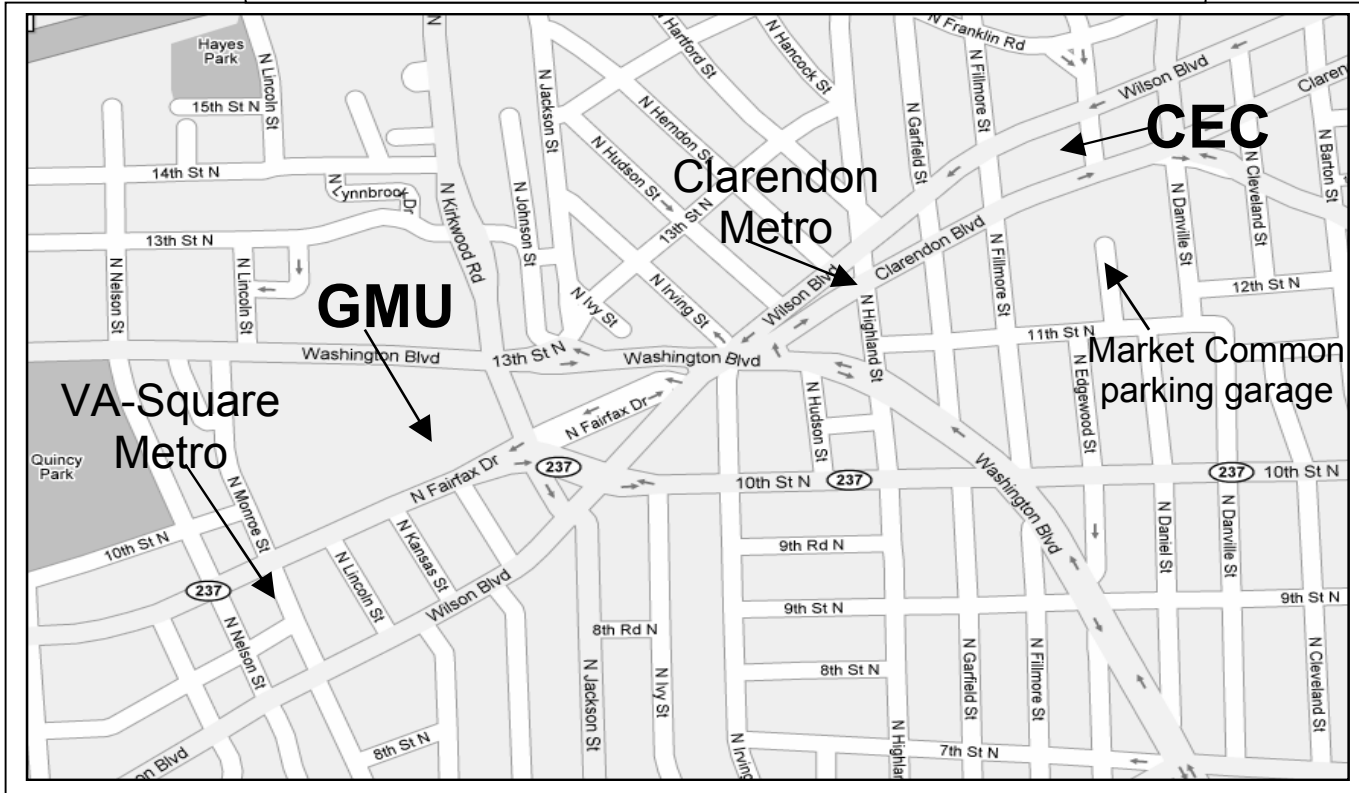 Hayes
Park
N Lincoln St
15th St N
14th St N
N Lynnbrook Dr
13th St N
N Nelson St
N Lincoln St
N Kirkwood Rd
N Jackson St
N Johnson St
N Hartford St
N Hancock St
N Herndon St
N Hudson St
13th St N
N Ivy St
N Irving St
N Franklin Rd
N Fillmore St
N Garfield St
Wilson Blvd
Claren
CEC
N Cleveland St
N Barton St
N Danville St
Clarendon
Metro
Clarendon Blvd
Wilson Blvd
N Highland St
N Fillmore St
12th St N
11th St N
Market Common
parking garage
N Edgewood St
GMU
Washington Blvd
13th St N
Washington Blvd
N Fairfax Dr
N Hudson St
VA-Square
Metro
Quincy
Park
N Monroe St
N Fairfax Dr
237
10th St N
237
Washington Blvd
237
10th St N
10th St N
237
N Lincoln St
N Kansas St
Wilson Blvd
N Nelson St
9th Rd N
9th St N
9th St N
N Daniel St
N Danville St
8th Rd N
8th St N
N Jackson St
N Ivy St
N Garfield St
N Fillmore St
N Cleveland St
8th St N
7th St N
on Blvd
N Irving
N Highlan